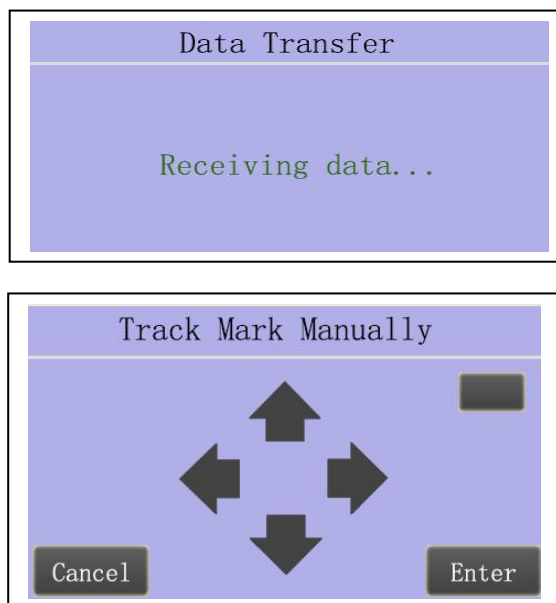 Data Transfer
Receiving data...
Track Mark Manually
Cancel Enter